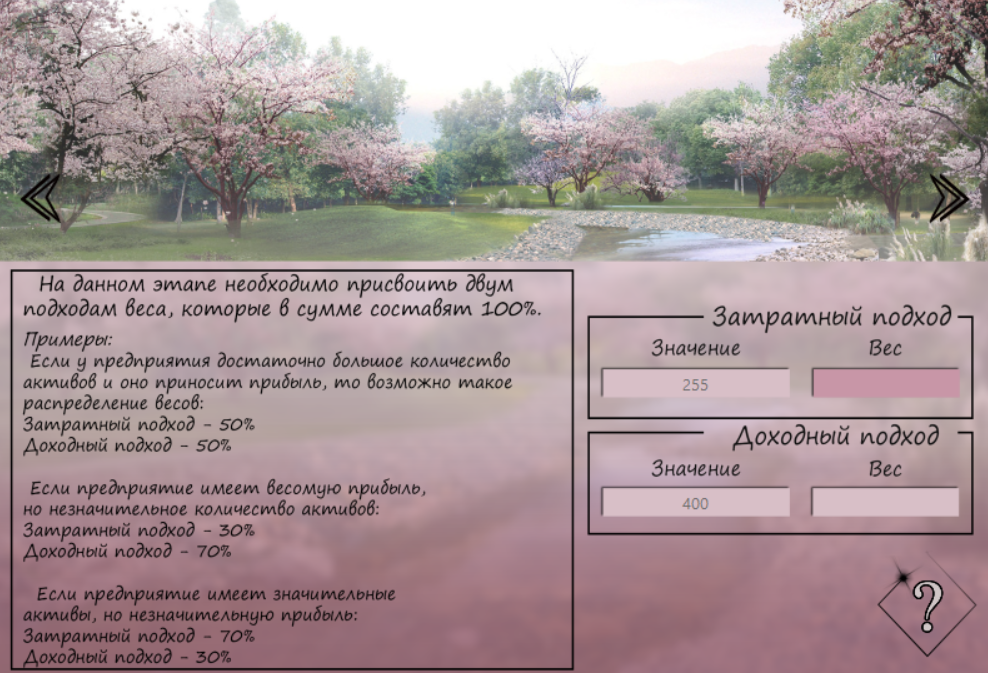 На данном этапе необходимо присвоить двум
подходам веса, которые в сумме составят 100%.
Примеры:
Если у предприятия достаточно большое количество
активов и оно приносит прибыль, то возможно такое
распределение весов:
Затратный подход - 50%
Доходный подход - 50%
Если предприятие имеет весомую прибыль,
но незначительное количество активов:
Затратный подход - 30%
Доходный подход - 70%
Если предприятие имеет значительные
активы, но незначительную прибыль:
Затратный подход - 70%
Доходный подход - 30%
Затратный подход
Значение Вес
255
Доходный подход
Значение Вес
400
?